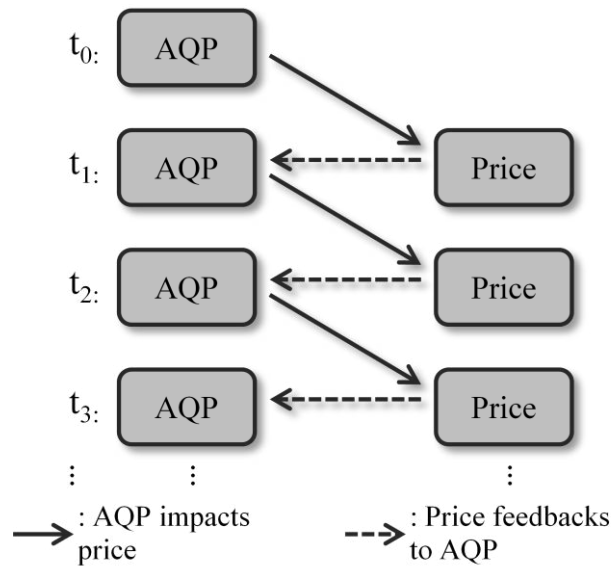 t0: AQP
t1: AQP Price
t2: AQP Price
t3: AQP Price
⋮ ⋮ ⋮
: AQP impacts price
: Price feedbacks to AQP